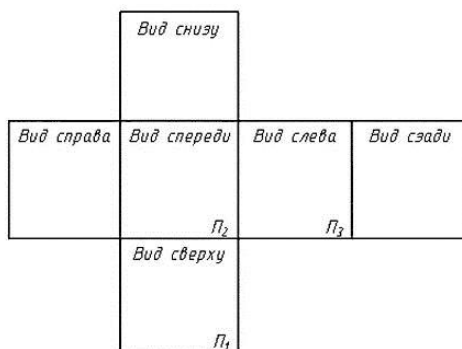 Вид снизу
Вид справа Вид спереди Вид слева Вид сзади
П2 П3
Вид сверху
П1